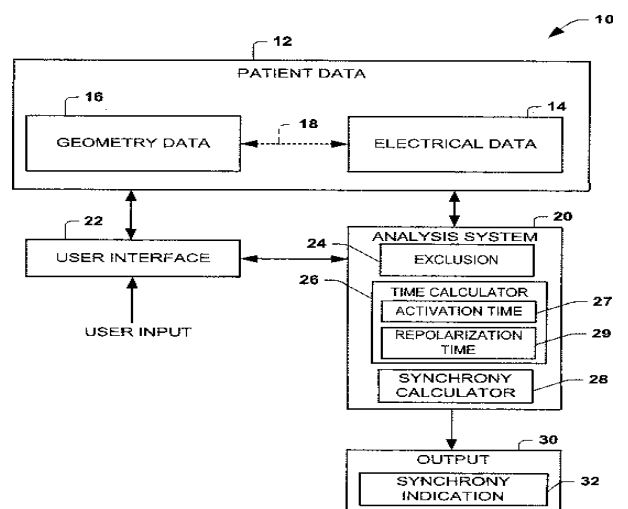 10
12
PATIENT DATA
16
14
GEOMETRY DATA
18
ELECTRICAL DATA
22
20
USER INTERFACE
ANALYSIS SYSTEM
24
EXCLUSION
26
TIME CALCULATOR
ACTIVATION TIME
27
REPOLARIZATION
TIME
29
USER INPUT
SYNCHRONY
CALCULATOR
28
30
OUTPUT
SYNCHRONY
INDICATION
32